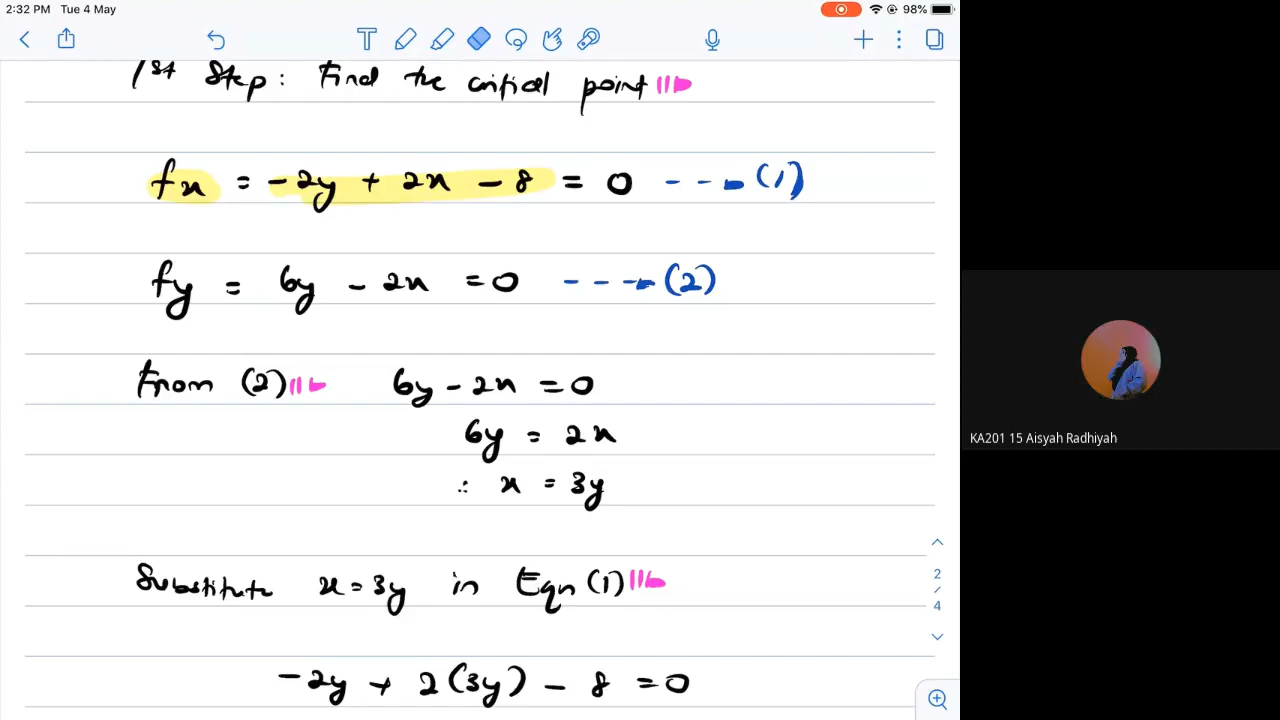 2:32 PM Tue 4 May
98%
1st Step: Find the critical point
fx = -2y + 2x - 8 = 0 ---(1)
fy = 6y - 2x = 0 ---(2)
From (2) 6y - 2x = 0
6y = 2x
∴ x = 3y
Substitute x = 3y in Eqn (1)
-2y + 2(3y) - 8 = 0
2
/
4
KA201 15 Aisyah Radhiyah